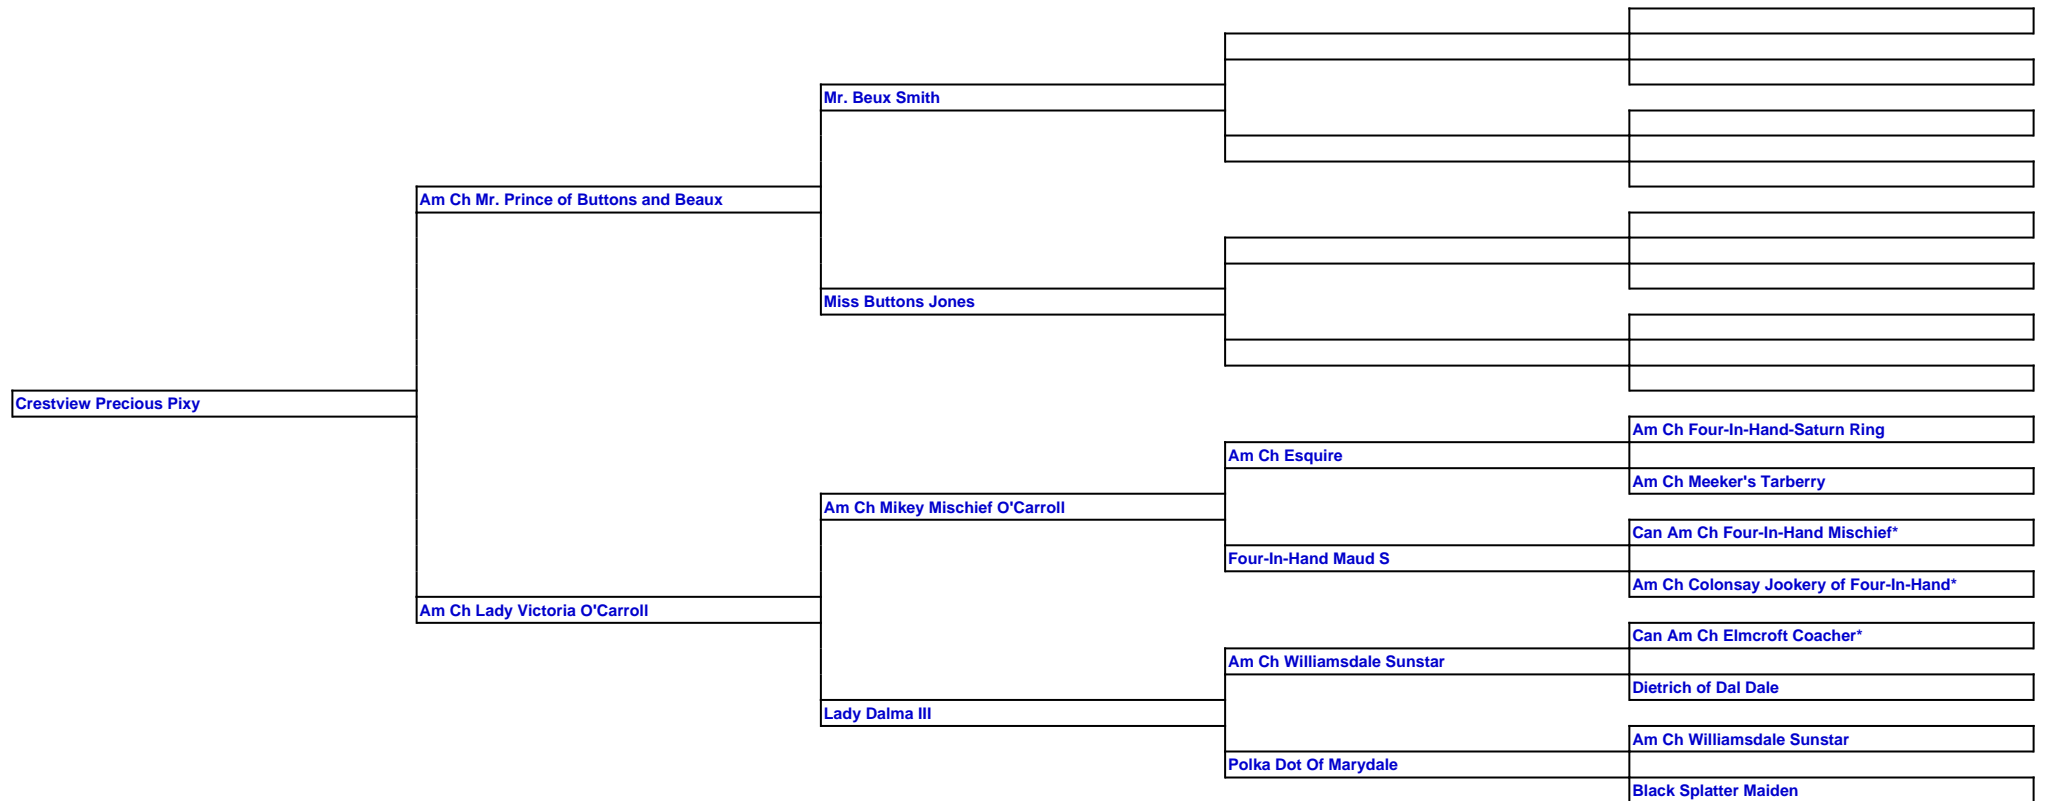 Mr. Beux Smith
Am Ch Mr. Prince of Buttons and Beaux
Miss Buttons Jones
Crestview Precious Pixy
Am Ch Four-In-Hand-Saturn Ring
Am Ch Esquire
Am Ch Meeker's Tarberry
Am Ch Mikey Mischief O'Carroll
Can Am Ch Four-In-Hand Mischief*
Four-In-Hand Maud S
Am Ch Colonsay Jookery of Four-In-Hand*
Am Ch Lady Victoria O'Carroll
Can Am Ch Elmcroft Coacher*
Am Ch Williamsdale Sunstar
Dietrich of Dal Dale
Lady Dalma III
Am Ch Williamsdale Sunstar
Polka Dot Of Marydale
Black Splatter Maiden